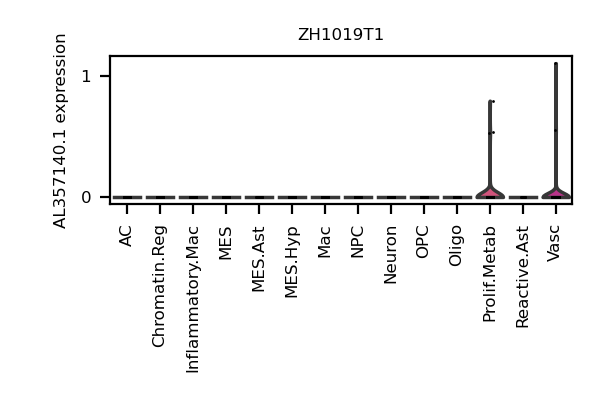 ZH1019T1
AL357140.1 expression
1
0
AC
Chromatin.Reg
Inflammatory.Mac
MES
MES.Ast
MES.Hyp
Mac
NPC
Neuron
OPC
Oligo
Prolif.Metab
Reactive.Ast
Vasc